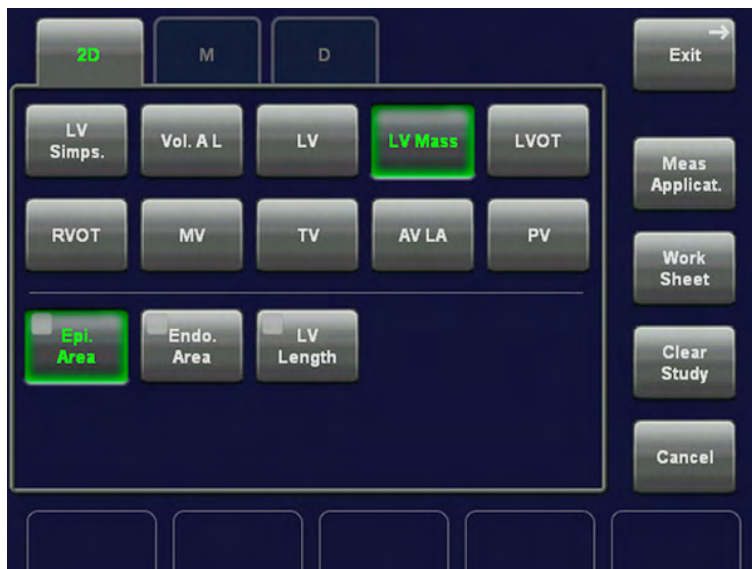 2D
M
D
Exit
LV
Simps.
Vol. A L
LV
LV Mass
LVOT
Meas
Applicat.
RVOT
MV
TV
AV LA
PV
Work
Sheet
Epi.
Area
Endo.
Area
LV
Length
Clear
Study
Cancel